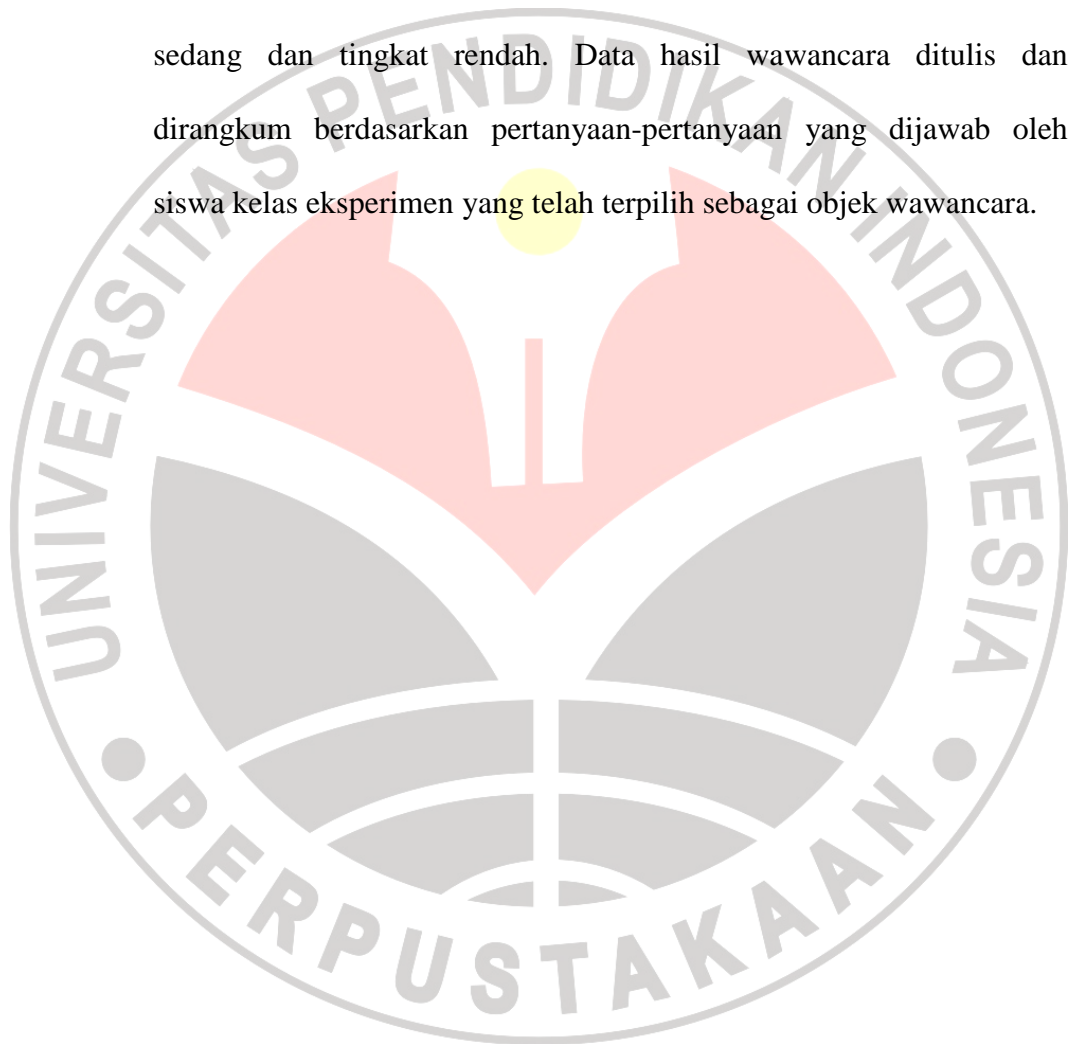 sedang dan tingkat rendah. Data hasil wawancara ditulis dan
dirangkum berdasarkan pertanyaan-pertanyaan yang dijawab oleh
siswa kelas eksperimen yang telah terpilih sebagai objek wawancara.
UNIVERSITAS PENDIDIKAN INDONESIA
PERPUSTAKAAN